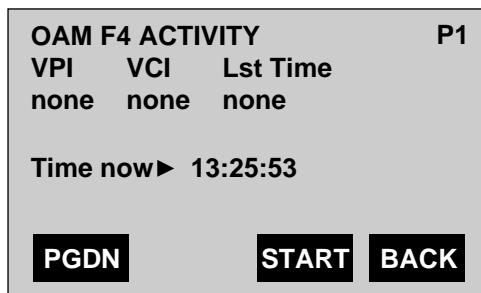 OAM F4 ACTIVITY P1
VPI VCI Lst Time
none none none
Time now► 13:25:53
PGDN START BACK